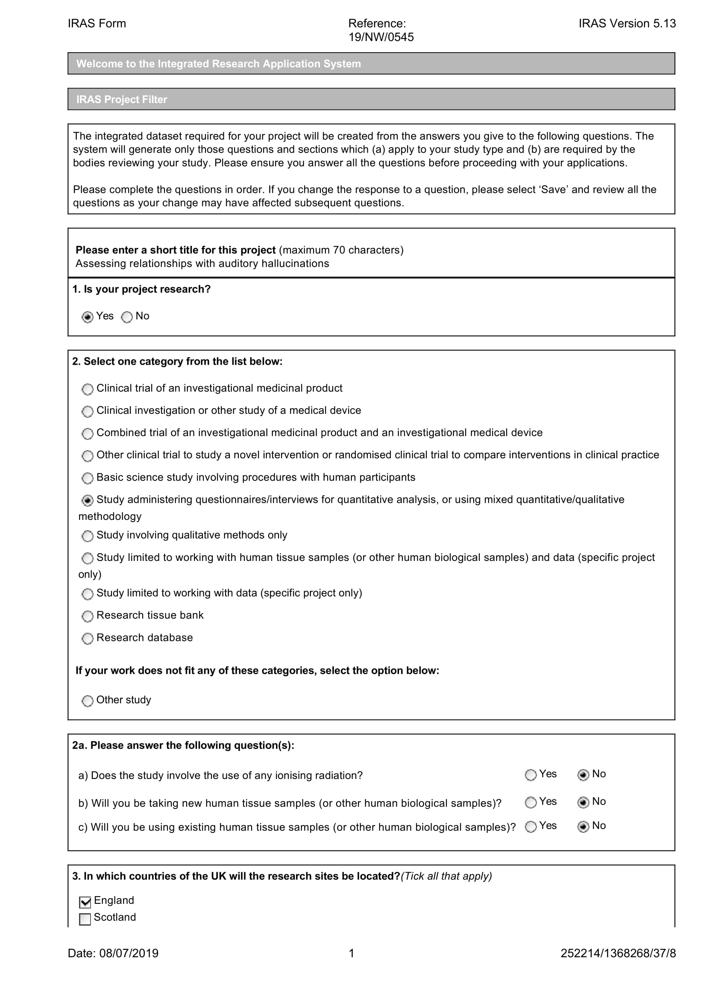 IRAS Form
Reference:
19/NW/0545
IRAS Version 5.13
Welcome to the Integrated Research Application System
IRAS Project Filter
The integrated dataset required for your project will be created from the answers you give to the following questions. The
system will generate only those questions and sections which (a) apply to your study type and (b) are required by the
bodies reviewing your study. Please ensure you answer all the questions before proceeding with your applications.
Please complete the questions in order. If you change the response to a question, please select ‘Save’ and review all the
questions as your change may have affected subsequent questions.
Please enter a short title for this project (maximum 70 characters)
Assessing relationships with auditory hallucinations
1. Is your project research?
Yes No
2. Select one category from the list below:
Clinical trial of an investigational medicinal product
Clinical investigation or other study of a medical device
Combined trial of an investigational medicinal product and an investigational medical device
Other clinical trial to study a novel intervention or randomised clinical trial to compare interventions in clinical practice
Basic science study involving procedures with human participants
Study administering questionnaires/interviews for quantitative analysis, or using mixed quantitative/qualitative
methodology
Study involving qualitative methods only
Study limited to working with human tissue samples (or other human biological samples) and data (specific project
only)
Study limited to working with data (specific project only)
Research tissue bank
Research database
If your work does not fit any of these categories, select the option below:
Other study
2a. Please answer the following question(s):
a) Does the study involve the use of any ionising radiation? Yes No
b) Will you be taking new human tissue samples (or other human biological samples)? Yes No
c) Will you be using existing human tissue samples (or other human biological samples)? Yes No
3. In which countries of the UK will the research sites be located?(Tick all that apply)
England
Scotland
Date: 08/07/2019
1
252214/1368268/37/8